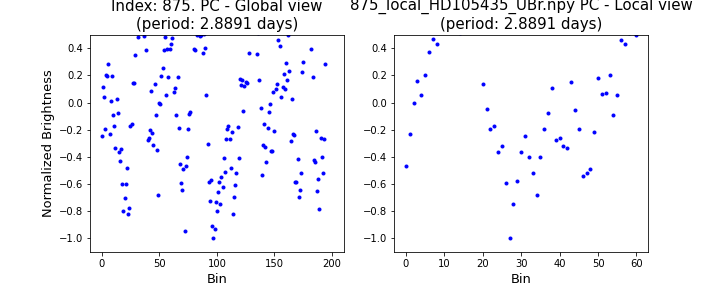 Index: 875. PC - Global view
(period: 2.8891 days)
875_local_HD105435_UBr.npy PC - Local view
(period: 2.8891 days)
Normalized Brightness
0.4
0.2
0.0
−0.2
−0.4
−0.6
−0.8
−1.0
0 50 100 150 200
Bin
0.4
0.2
0.0
−0.2
−0.4
−0.6
−0.8
−1.0
0 10 20 30 40 50 60
Bin